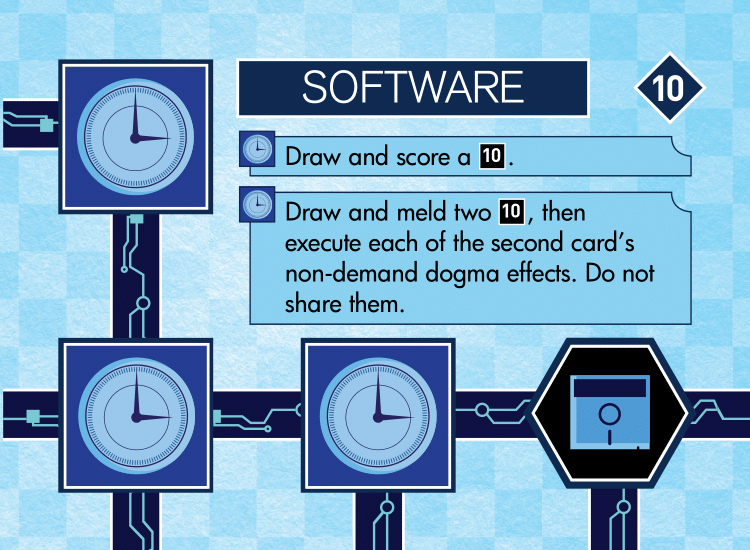 SOFTWARE
10
Draw and score a 10.
Draw and meld two 10, then
execute each of the second card's
non-demand dogma effects. Do not
share them.